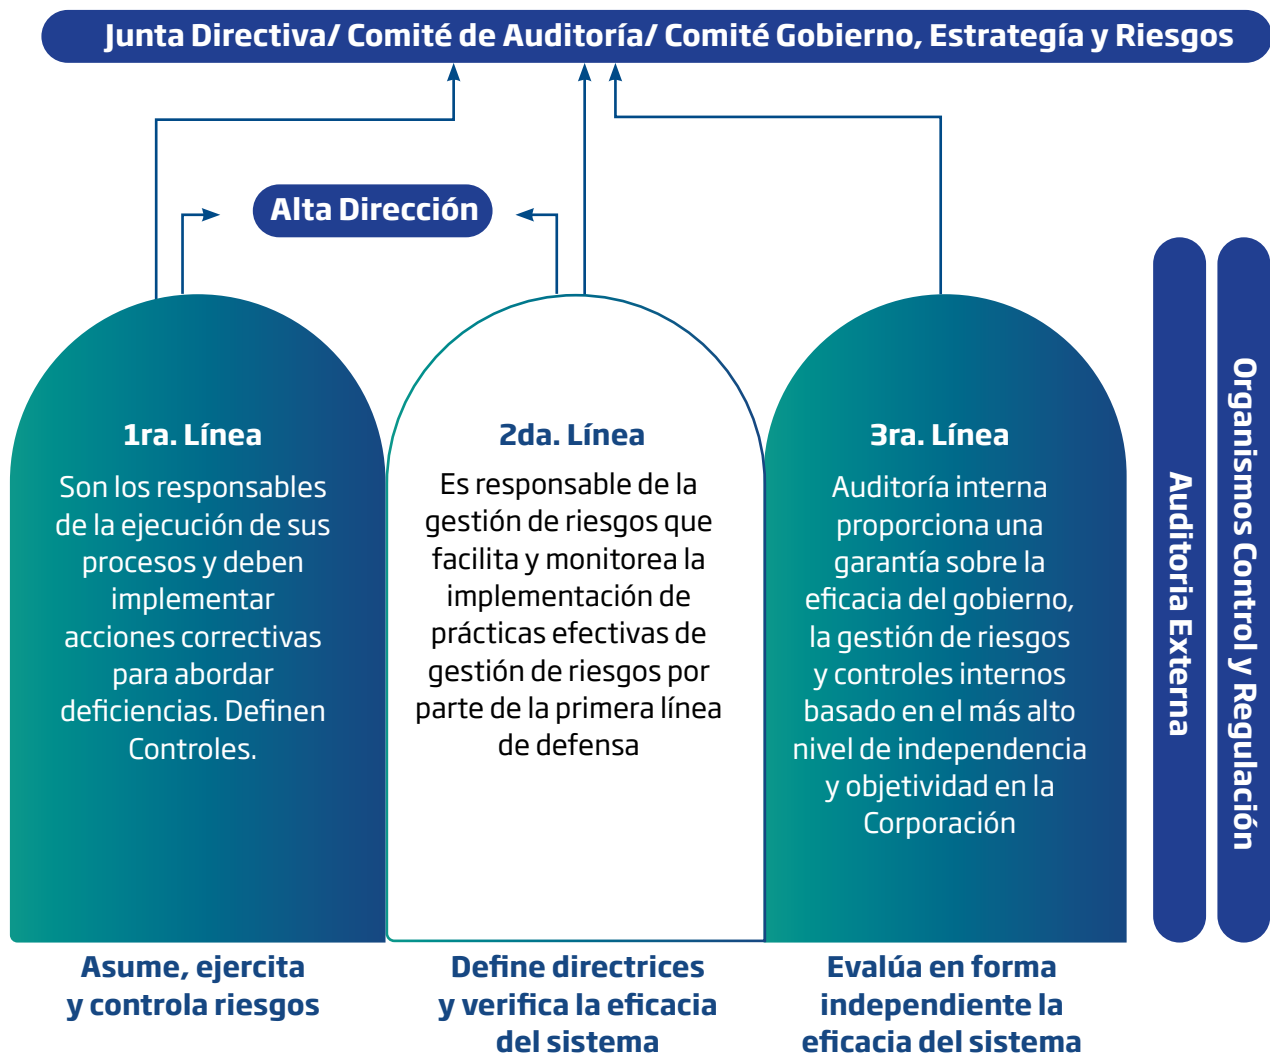 Junta Directiva/ Comité de Auditoría/ Comité Gobierno, Estrategía y Riesgos
Alta Dirección
1ra. Línea
Son los responsables
de la ejecución de sus
procesos y deben
implementar
acciones correctivas
para abordar
deficiencias. Definen
Controles.
Asume, ejercita
y controla riesgos
2da. Línea
Es responsable de la
gestión de riesgos que
facilita y monitorea la
implementación de
prácticas efectivas de
gestión de riesgos por
parte de la primera línea
de defensa
Define directrices
y verifica la eficacia
del sistema
3ra. Línea
Auditoría interna
proporciona una
garantía sobre la
eficacia del gobierno,
la gestión de riesgos
y controles internos
basado en el más alto
nivel de independencia
y objetividad en la
Corporación
Evalúa en forma
independiente la
eficacia del sistema
Auditoria Externa
Organismos Control y Regulación